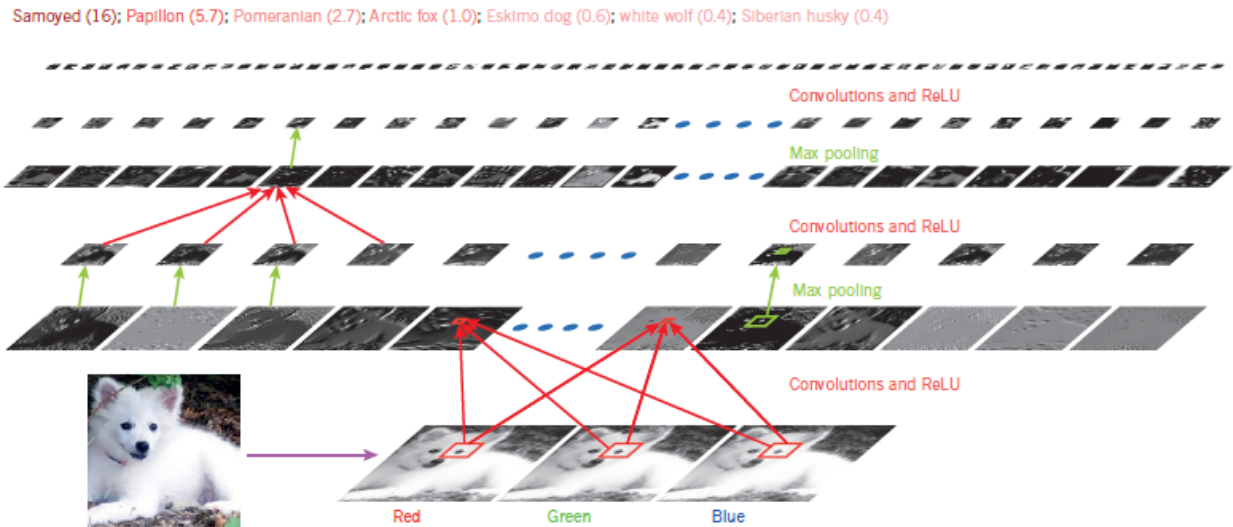 Samoyed (16); Papillon (5.7); Pomeranian (2.7); Arctic fox (1.0); Eskimo dog (0.6); white wolf (0.4); Siberian husky (0.4)
Convolutions and ReLU
Max pooling
Convolutions and ReLU
Max pooling
Convolutions and ReLU
Red Green Blue